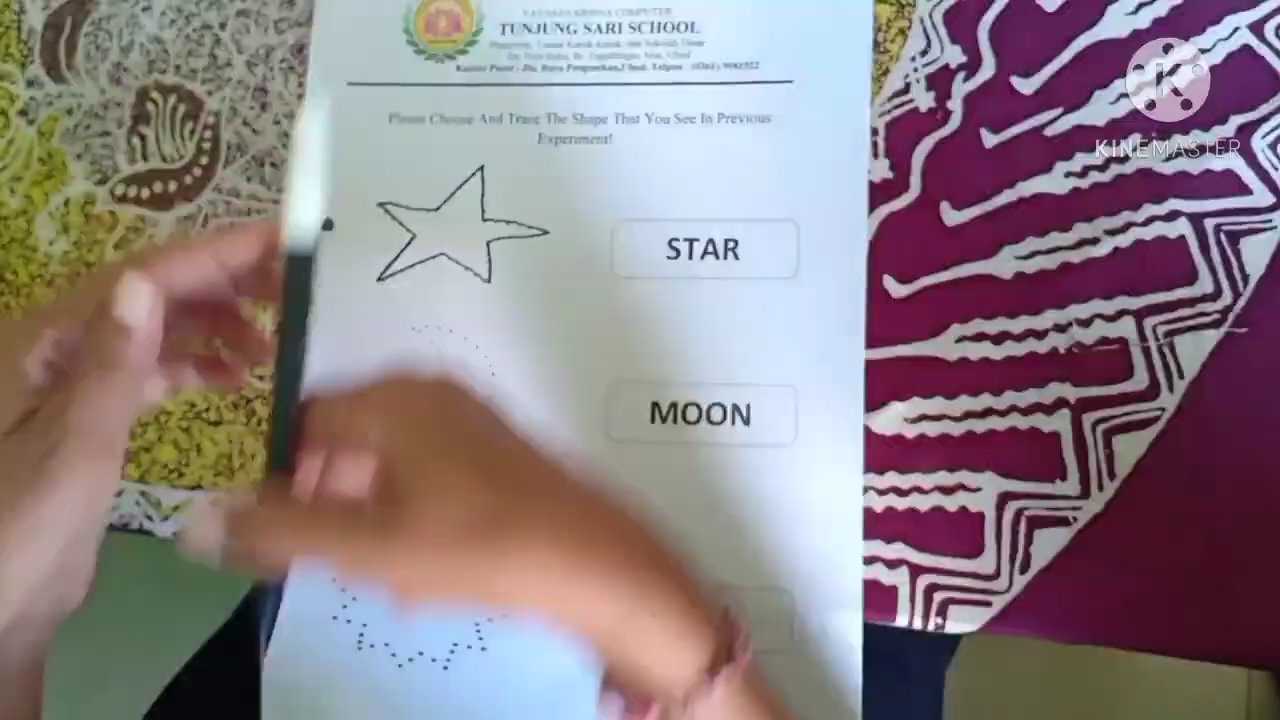 TUNJUNG SARI SCHOOL
Please Choose And Trace The Shape That You See In Previous
Experiment!
STAR
MOON
KINEMASTER